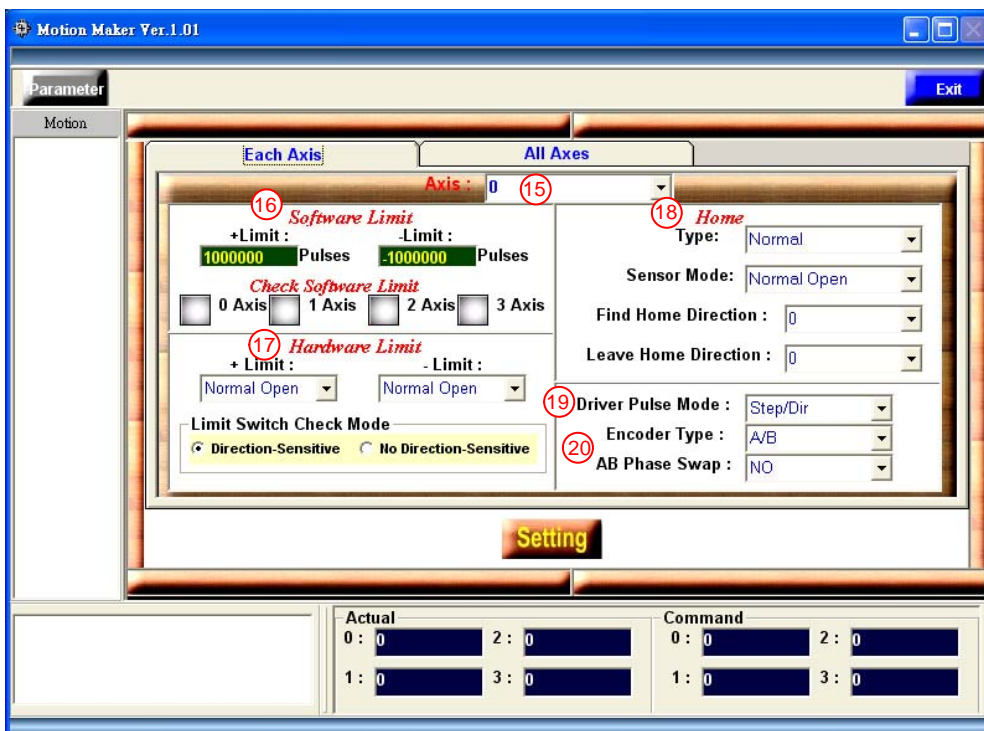 Motion Maker Ver.1.01
Parameter
Exit
Motion
Each Axis
All Axes
Axis :
0
15
16
Software Limit
+Limit :
-Limit :
1000000
Pulses
-1000000
Pulses
Check Software Limit
0 Axis
1 Axis
2 Axis
3 Axis
17
Hardware Limit
+ Limit :
- Limit :
Normal Open
Normal Open
Limit Switch Check Mode
Direction-Sensitive
No Direction-Sensitive
18
Home
Type:
Normal
Sensor Mode:
Normal Open
Find Home Direction :
0
Leave Home Direction :
0
19
Driver Pulse Mode :
Step/Dir
20
Encoder Type :
A/B
AB Phase Swap :
NO
Setting
Actual
0 :
0
2 :
0
1 :
0
3 :
0
Command
0 :
0
2 :
0
1 :
0
3 :
0